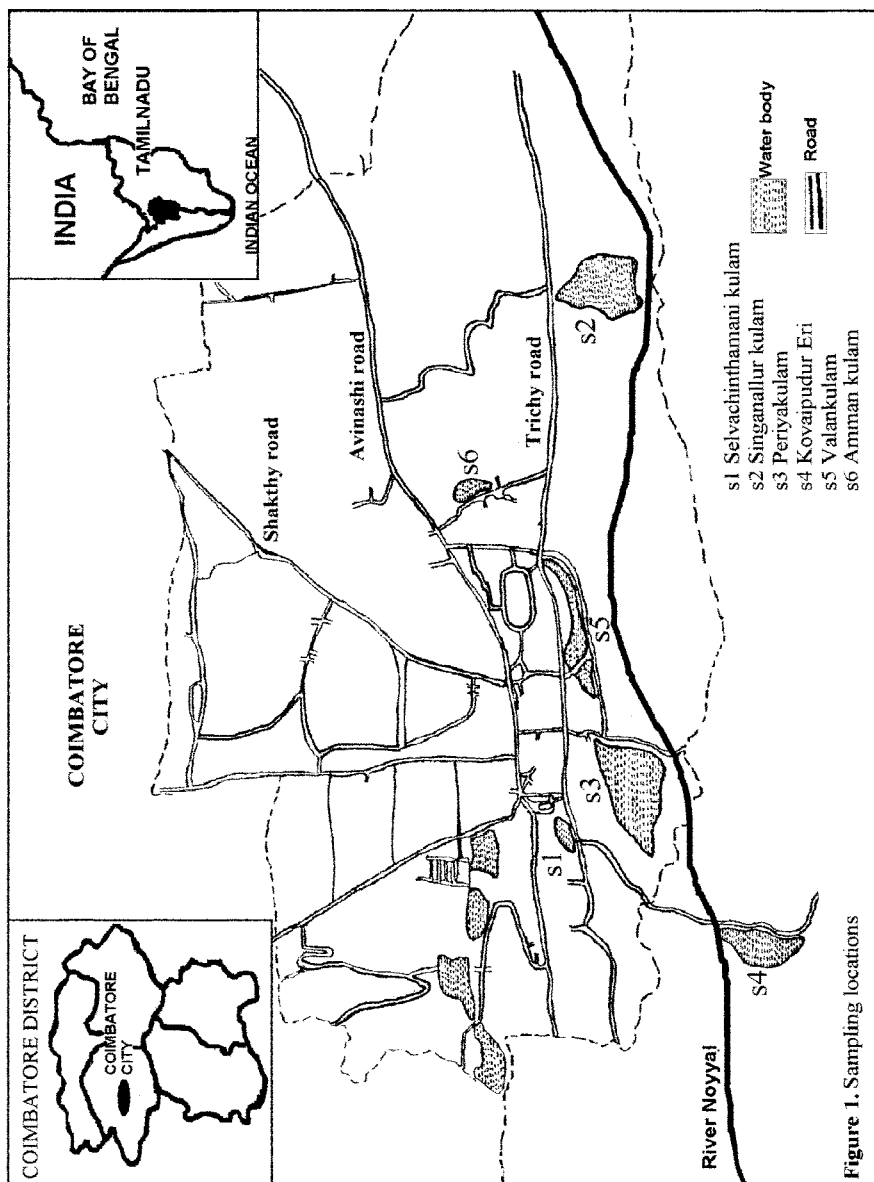 COIMBATORE DISTRICT
COIMBATORE
CITY
COIMBATORE
CITY
INDIA
BAY OF
BENGAL
TAMILNADU
INDIAN OCEAN
Shakthy road
Avinashi road
Trichy road
s6
s2
s5
s3
s1
s4
River Noyyal
s1 Selvachinthamani kulam
s2 Singanallur kulam
s3 Periyakulam
s4 Kovaipudur Eri
s5 Valankulam
s6 Amman kulam
Water body
Road
Figure 1. Sampling locations